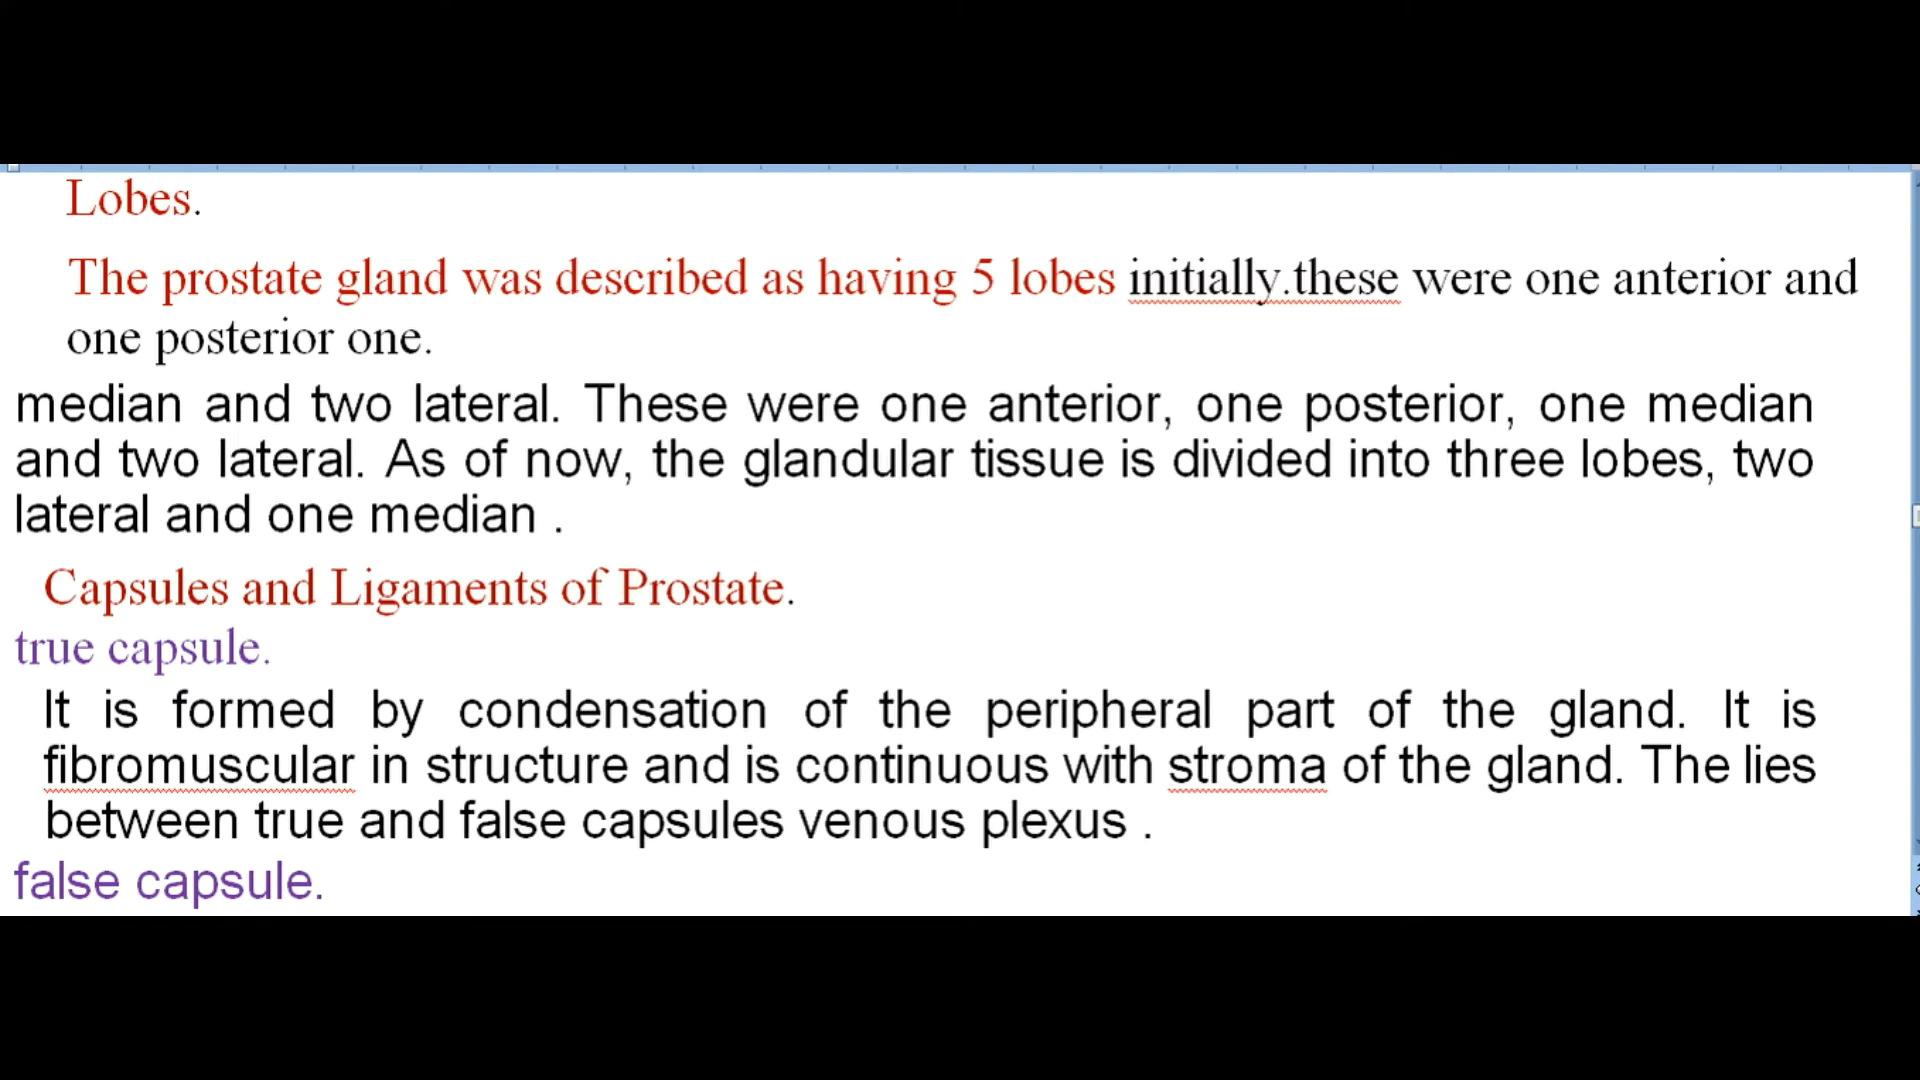 Lobes.
The prostate gland was described as having 5 lobes initially.these were one anterior and
one posterior one.
median and two lateral. These were one anterior, one posterior, one median
and two lateral. As of now, the glandular tissue is divided into three lobes, two
lateral and one median .
Capsules and Ligaments of Prostate.
true capsule.
It is formed by condensation of the peripheral part of the gland. It is
fibromuscular in structure and is continuous with stroma of the gland. The lies
between true and false capsules venous plexus .
false capsule.